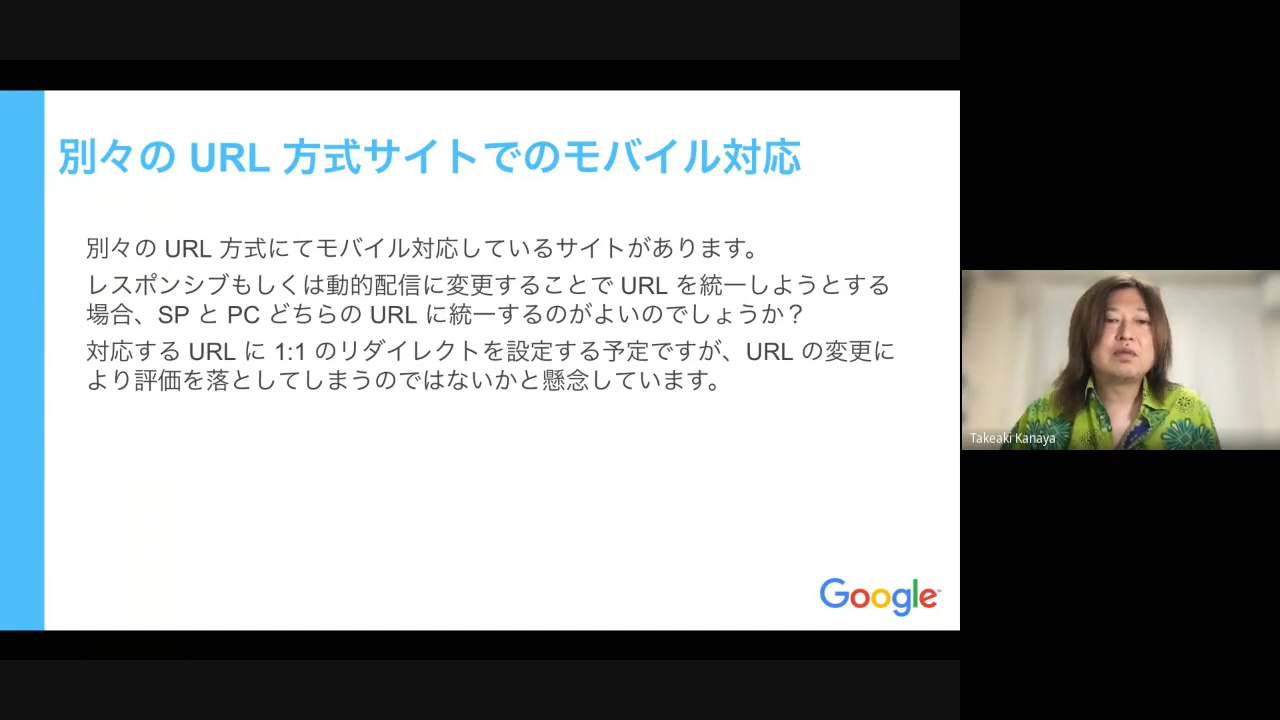 別々の URL 方式サイトでのモバイル対応
別々の URL 方式にてモバイル対応しているサイトがあります。
レスポンシブもしくは動的配信に変更することで URL を統一しようとする
場合、SP と PC どちらの URL に統一するのがよいのでしょうか？
対応する URL に 1:1 のリダイレクトを設定する予定ですが、URL の変更に
より評価を落としてしまうのではないかと懸念しています。
Google
Takeaki Kanaya